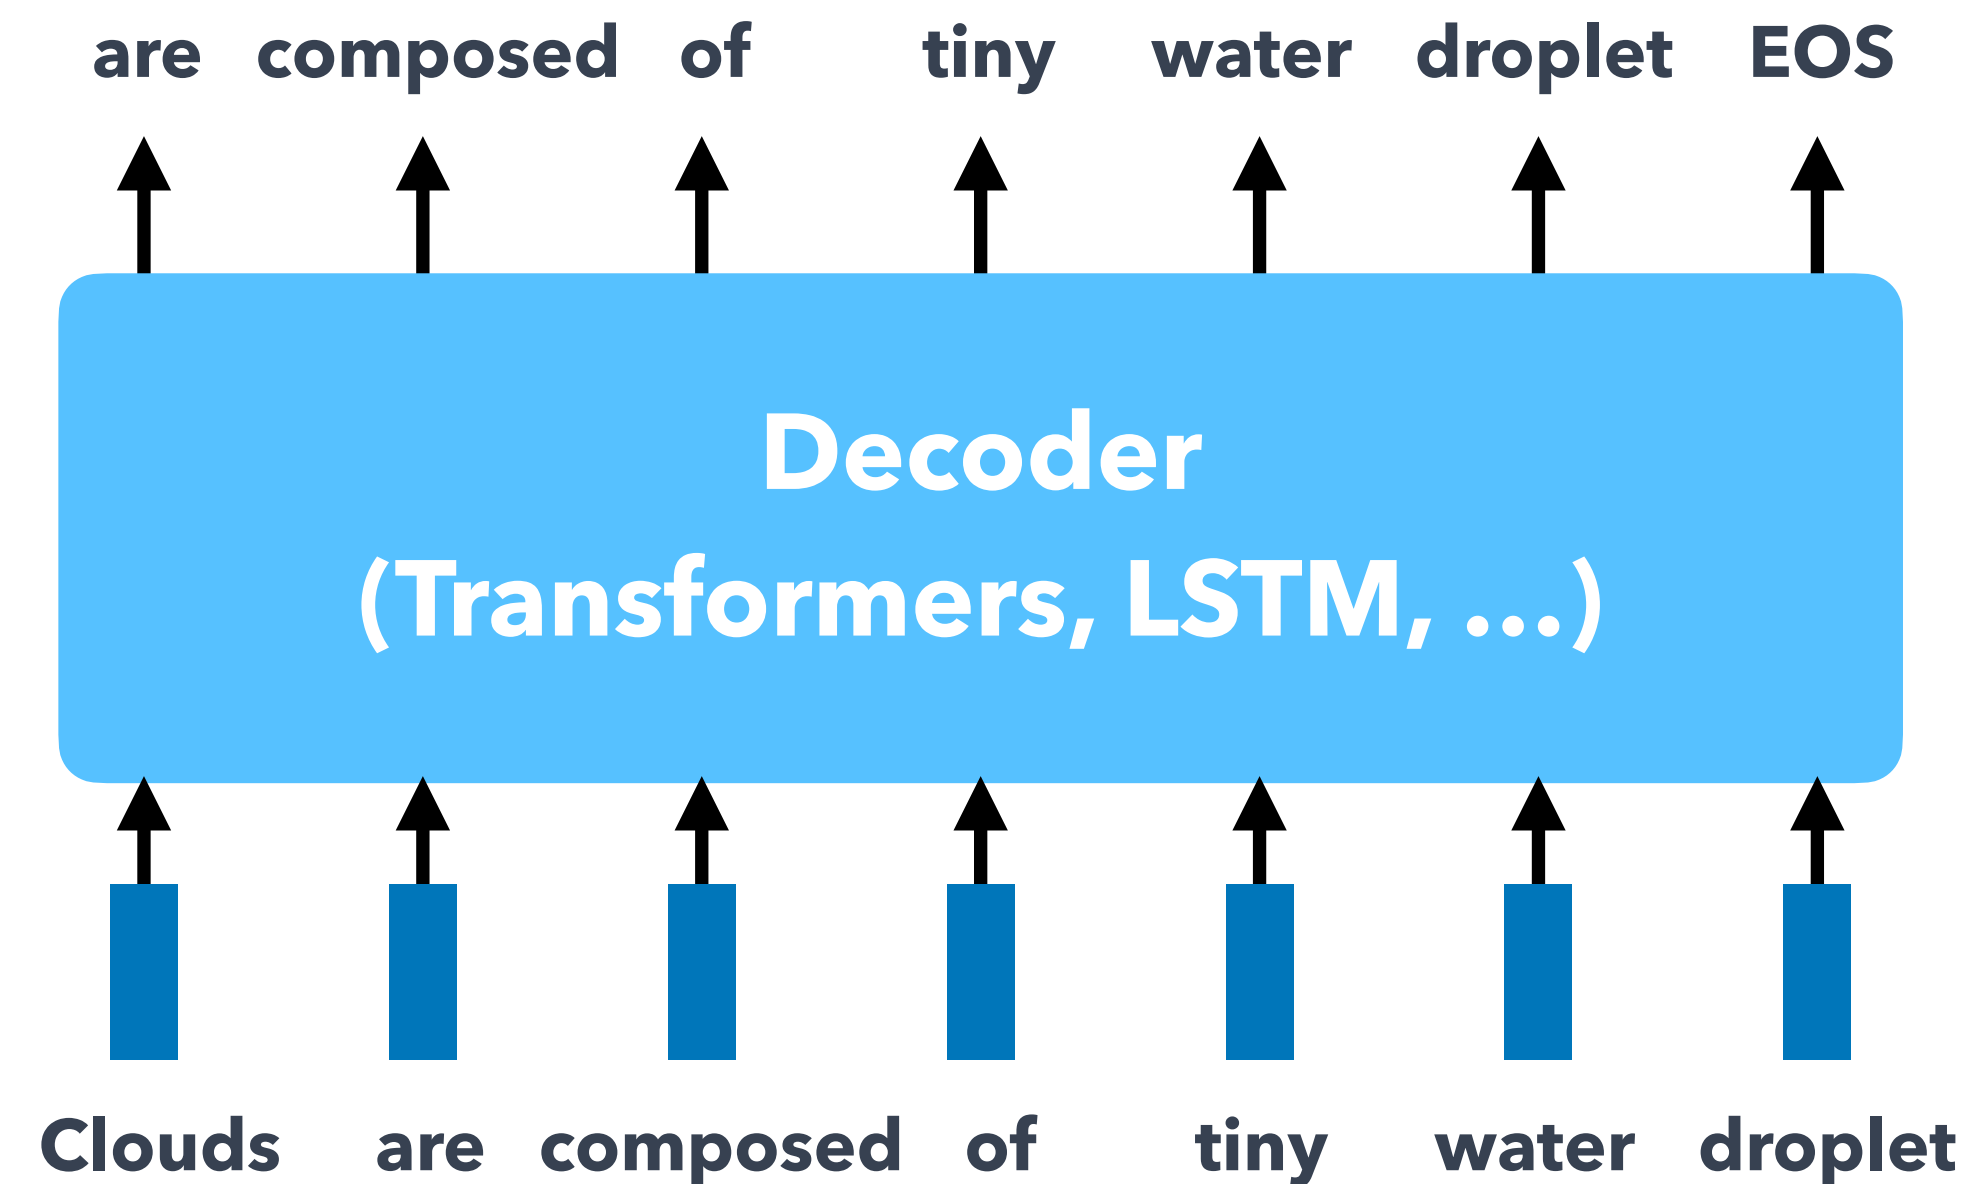 are composed of tiny water droplet EOS
Decoder
(Transformers, LSTM, ...)
Clouds are composed of tiny water droplet